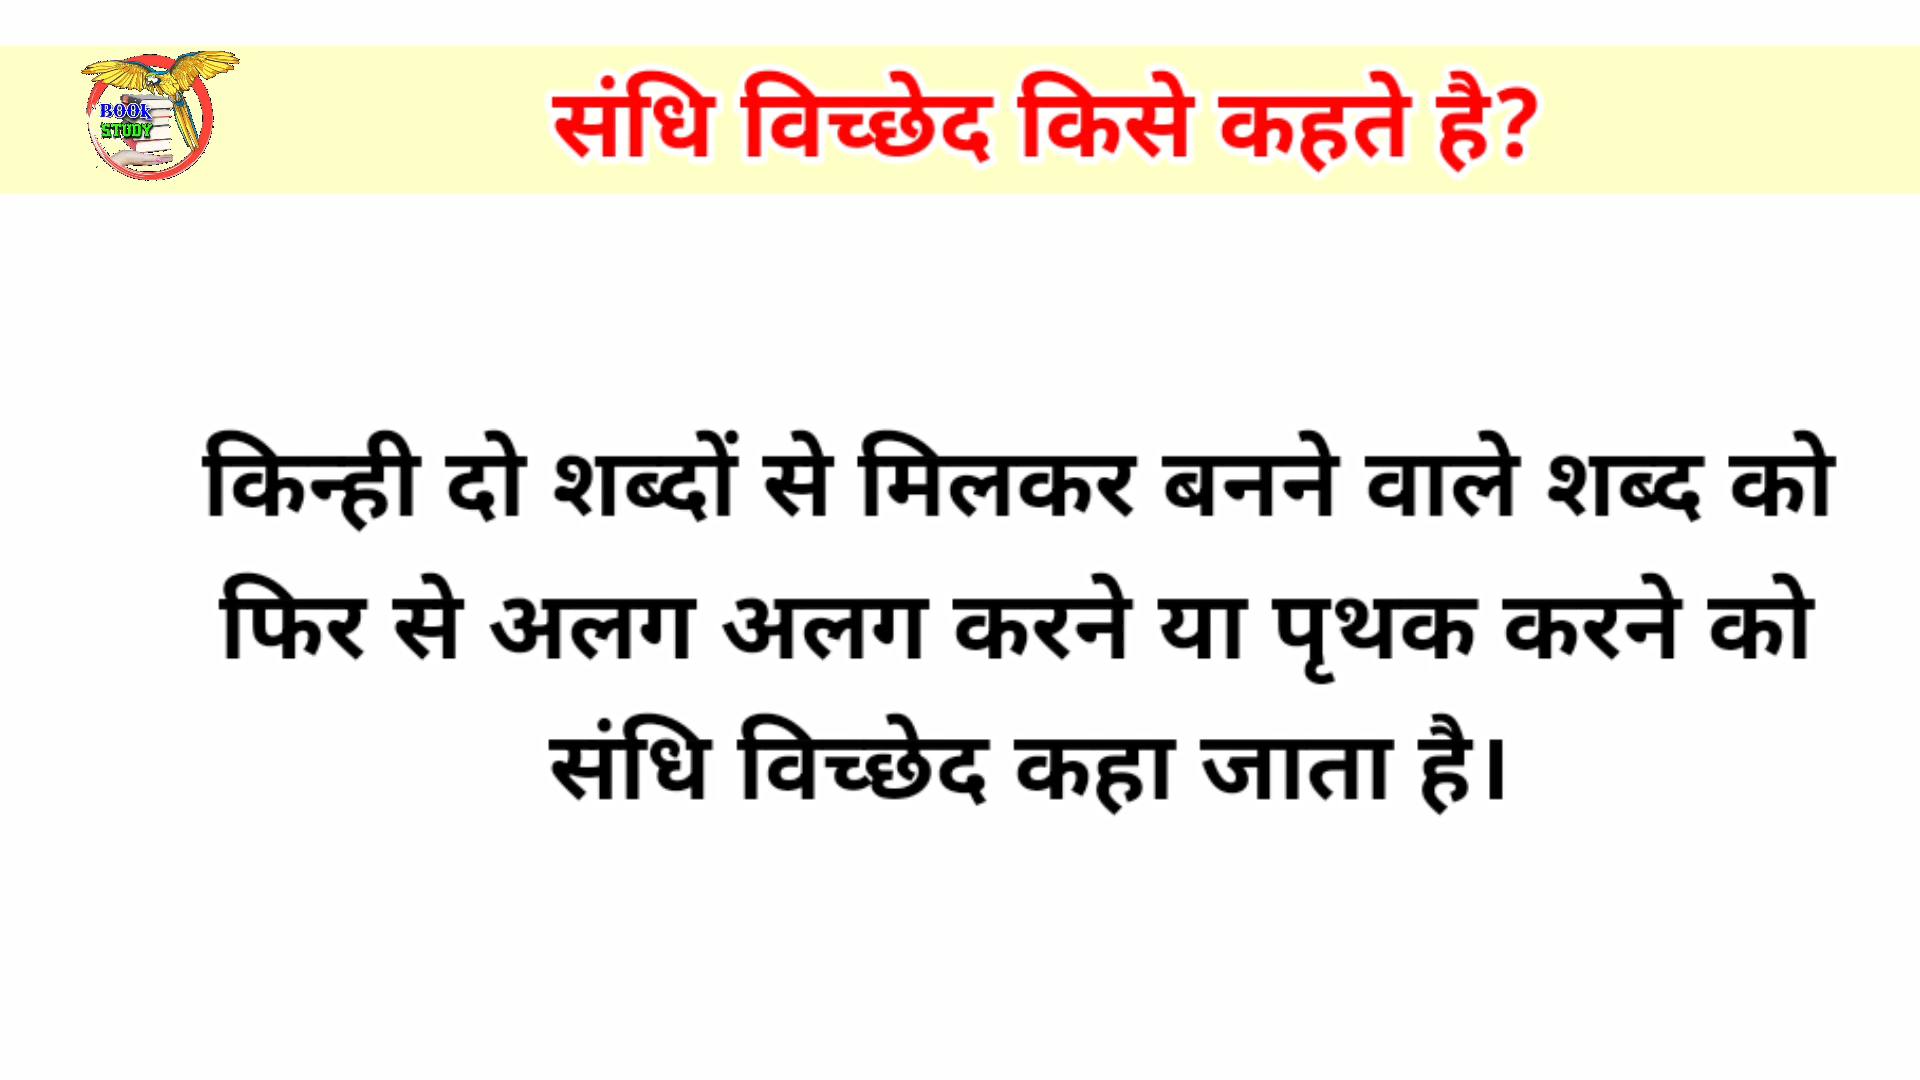 BOOK
STUDY
संधि विच्छेद किसे कहते है?
किन्ही दो शब्दों से मिलकर बनने वाले शब्द को
फिर से अलग अलग करने या पृथक करने को
संधि विच्छेद कहा जाता है।